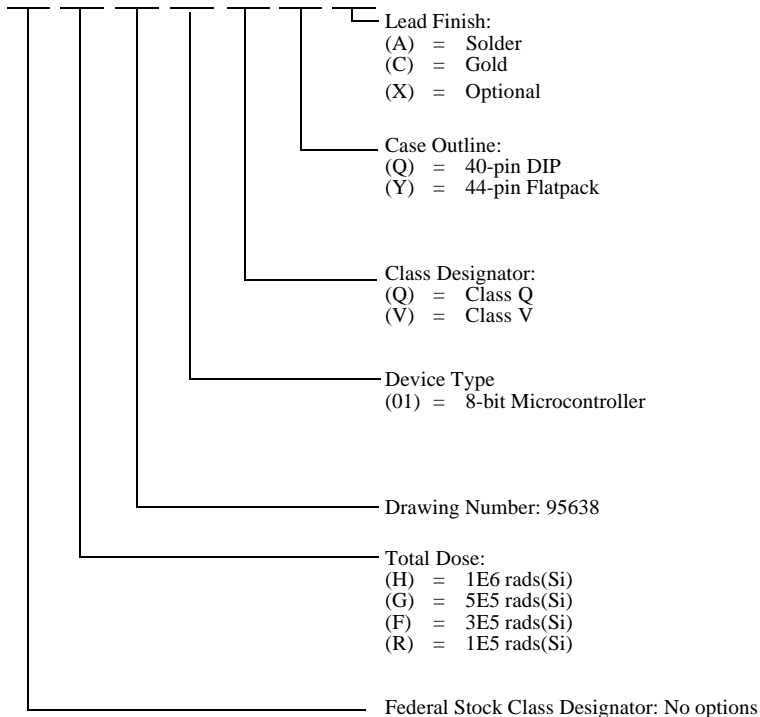 Lead Finish:
(A) = Solder
(C) = Gold
(X) = Optional
Case Outline:
(Q) = 40-pin DIP
(Y) = 44-pin Flatpack
Class Designator:
(Q) = Class Q
(V) = Class V
Device Type
(01) = 8-bit Microcontroller
Drawing Number: 95638
Total Dose:
(H) = 1E6 rads(Si)
(G) = 5E5 rads(Si)
(F) = 3E5 rads(Si)
(R) = 1E5 rads(Si)
Federal Stock Class Designator: No options